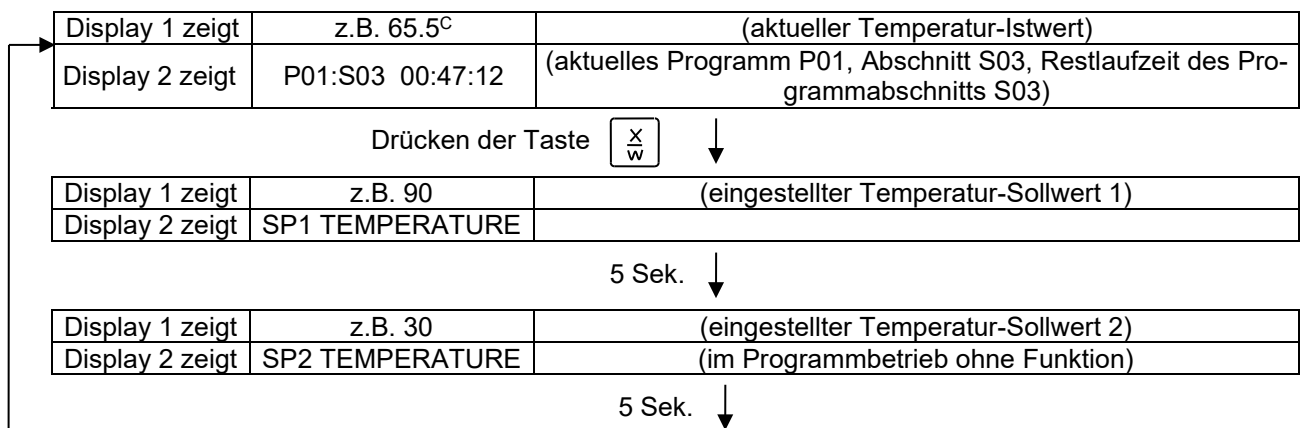 Display 1 zeigt z.B. 65.5ᶜ (aktueller Temperatur-Istwert)
Display 2 zeigt P01:S03 00:47:12 (aktuelles Programm P01, Abschnitt S03, Restlaufzeit des Pro-
grammabschnitts S03)
Drücken der Taste X/W
Display 1 zeigt z.B. 90 (eingestellter Temperatur-Sollwert 1)
Display 2 zeigt SP1 TEMPERATURE
5 Sek.
Display 1 zeigt z.B. 30 (eingestellter Temperatur-Sollwert 2)
Display 2 zeigt SP2 TEMPERATURE (im Programmbetrieb ohne Funktion)
5 Sek.